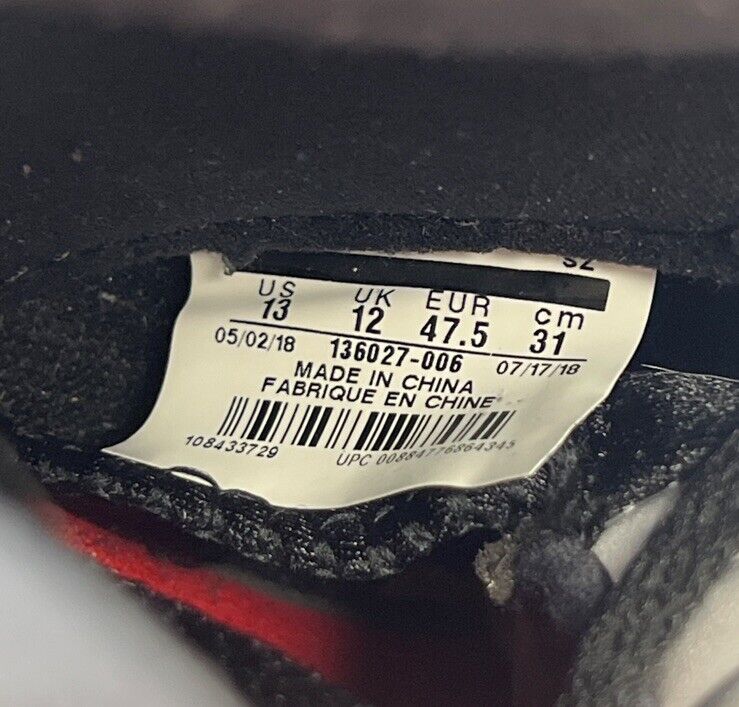 SZ
US UK EUR cm
13 12 47.5 31
05/02/18 136027-006 07/17/18
MADE IN CHINA
FABRIQUE EN CHINE
108433729 UPC 00884776864345